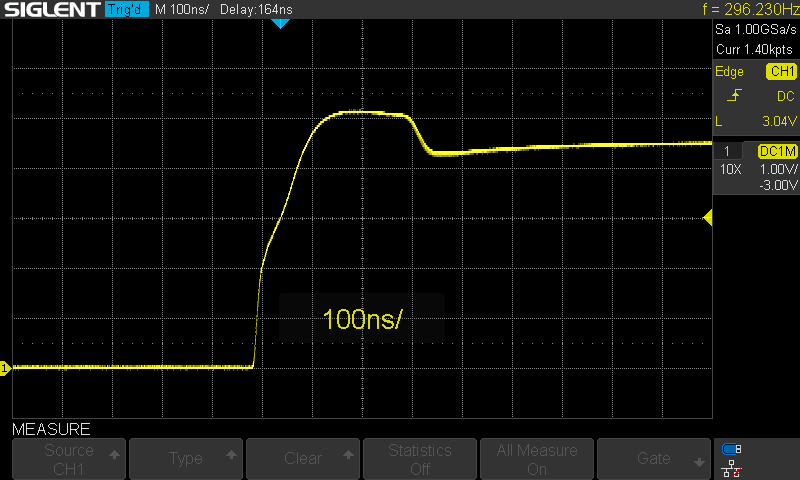 SIGLENT Trig'd M 100ns/ Delay:164ns f = 296.230Hz
Sa 1.00GSa/s
Curr 1.40kpts
Edge CH1
DC
L 3.04V
1 DC1M
10X 1.00V/
-3.00V
1
100ns/
MEASURE
Source
CH1
Type
Clear
Statistics
Off
All Measure
On
Gate